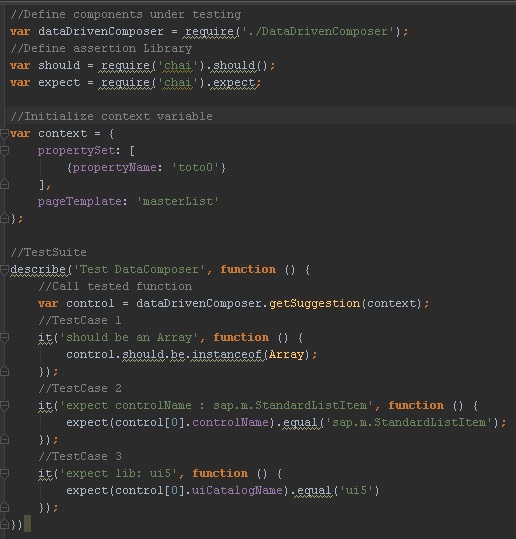 //Define components under testing
var dataDrivenComposer = require('./DataDrivenComposer');
//Define assertion Library
var should = require('chai').should();
var expect = require('chai').expect;
//Initialize context variable
var context = {
propertySet: [
{propertyName: 'toto0'}
],
pageTemplate: 'masterList'
};
//TestSuite
describe('Test DataComposer', function () {
//Call tested function
var control = dataDrivenComposer.getSuggestion(context);
//TestCase 1
it('should be an Array', function () {
control.should.be.instanceof(Array);
});
//TestCase 2
it('expect controlName : sap.m.StandardListItem', function () {
expect(control[0].controlName).equal('sap.m.StandardListItem');
});
//TestCase 3
it('expect lib: ui5', function () {
expect(control[0].uiCatalogName).equal('ui5')
});
})